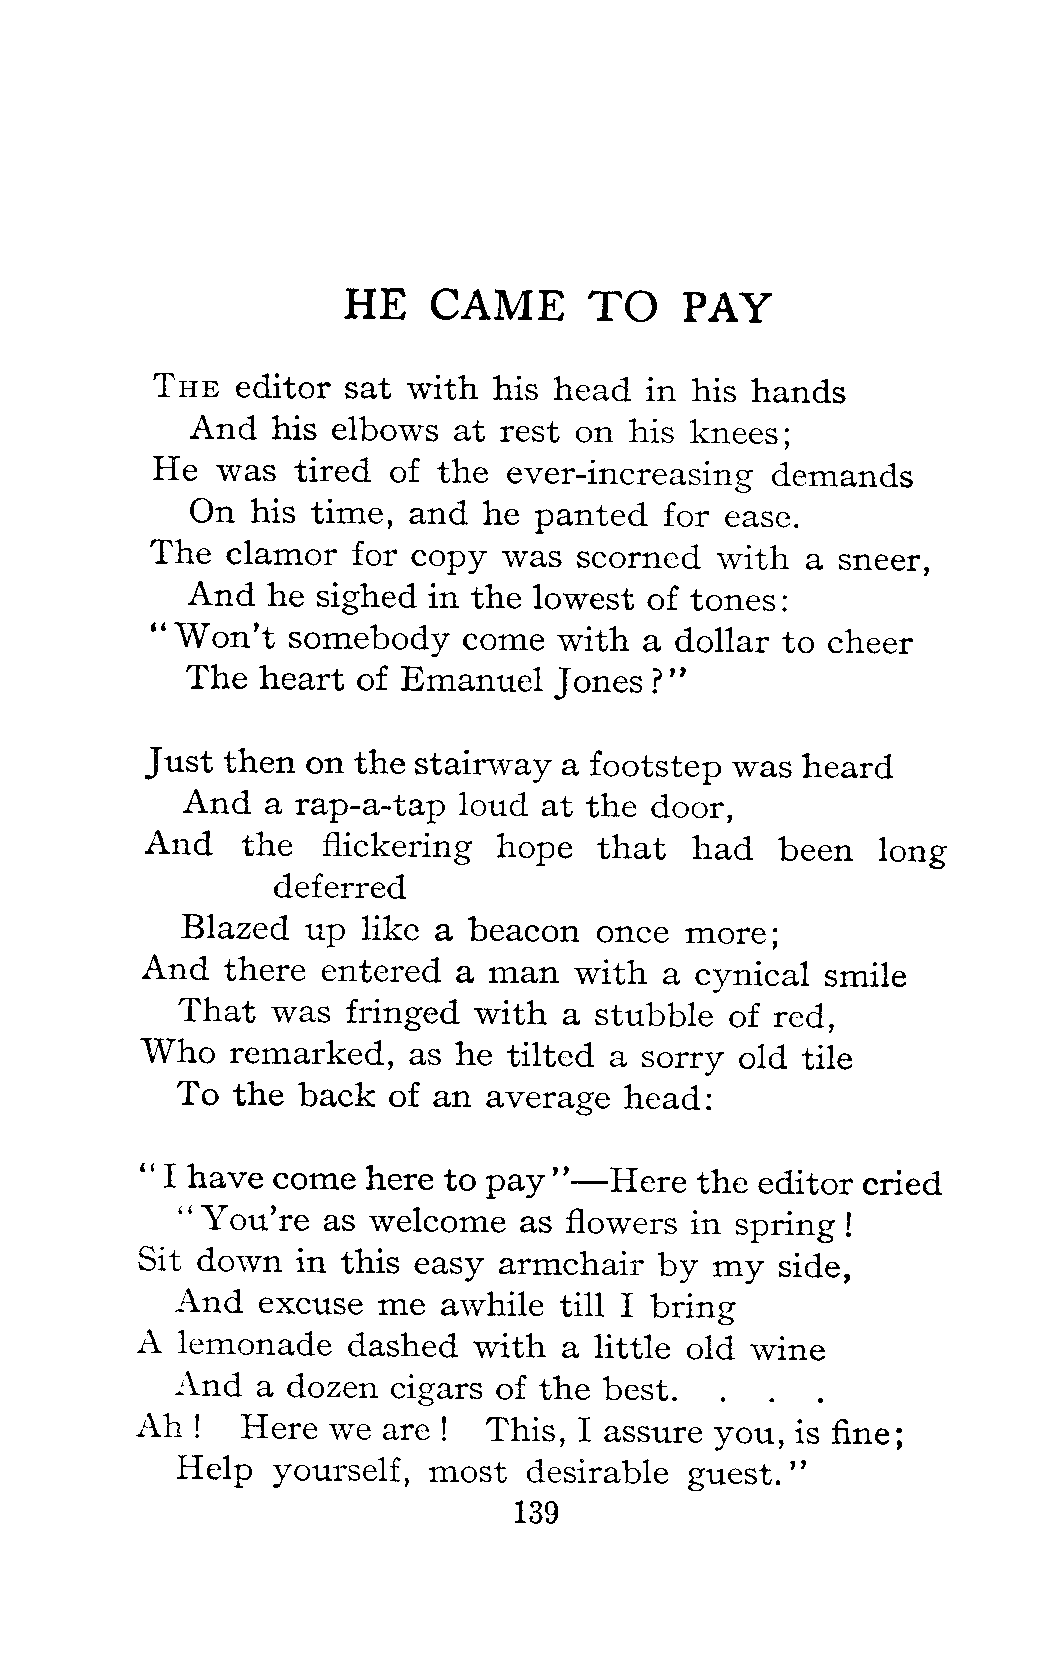 HE CAME TO PAY
THE editor sat with his head in his hands
And his elbows at rest on his knees;
He was tired of the ever-increasing demands
On his time, and he panted for ease.
The clamor for copy was scorned with a sneer,
And he sighed in the lowest of tones:
"Won't somebody come with a dollar to cheer
The heart of Emanuel Jones?"
Just then on the stairway a footstep was heard
And a rap-a-tap loud at the door,
And the flickering hope that had been long
deferred
Blazed up like a beacon once more;
And there entered a man with a cynical smile
That was fringed with a stubble of red,
Who remarked, as he tilted a sorry old tile
To the back of an average head:
"I have come here to pay"—Here the editor cried
"You're as welcome as flowers in spring!
Sit down in this easy armchair by my side,
And excuse me awhile till I bring
A lemonade dashed with a little old wine
And a dozen cigars of the best. . . .
Ah! Here we are! This, I assure you, is fine;
Help yourself, most desirable guest."
139